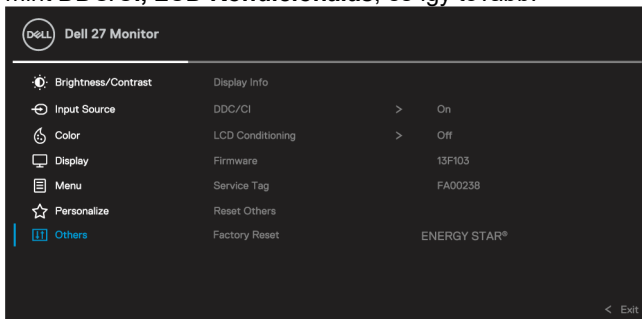 mint DDC/CI, LCD Kondicionálás, és így tovább.
DELL Dell 27 Monitor
Brightness/Contrast Display Info
Input Source DDC/CI > On
Color LCD Conditioning > Off
Display Firmware 13F103
Menu Service Tag FA00238
Personalize Reset Others
Others Factory Reset ENERGY STAR®
< Exit